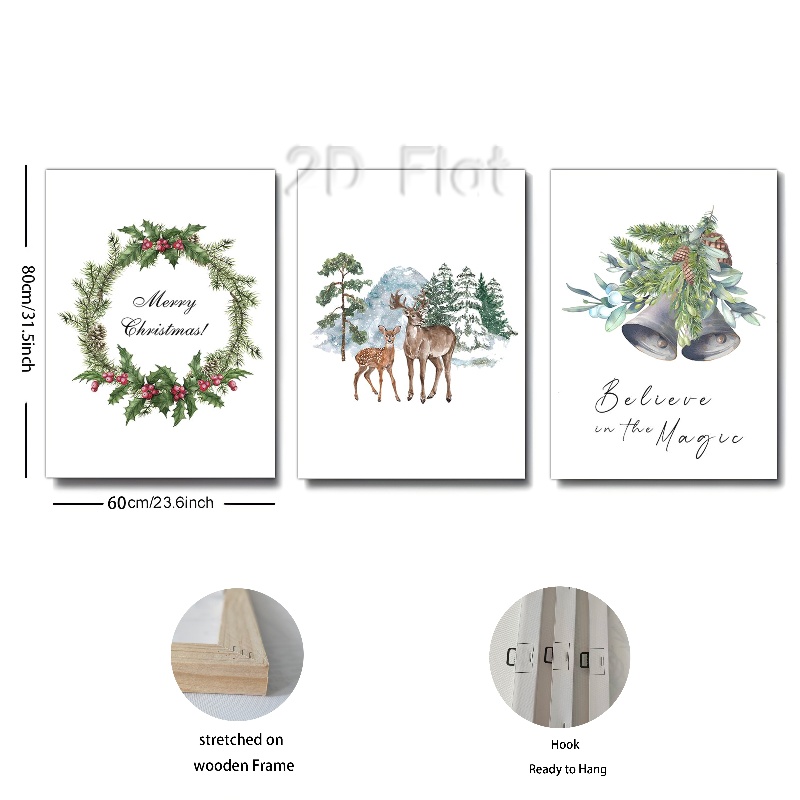 2D Flat
80cm/31.5inch
Merry
Christmas!
Believe
in the Magic
60cm/23.6inch
stretched on
wooden Frame
Hook
Ready to Hang